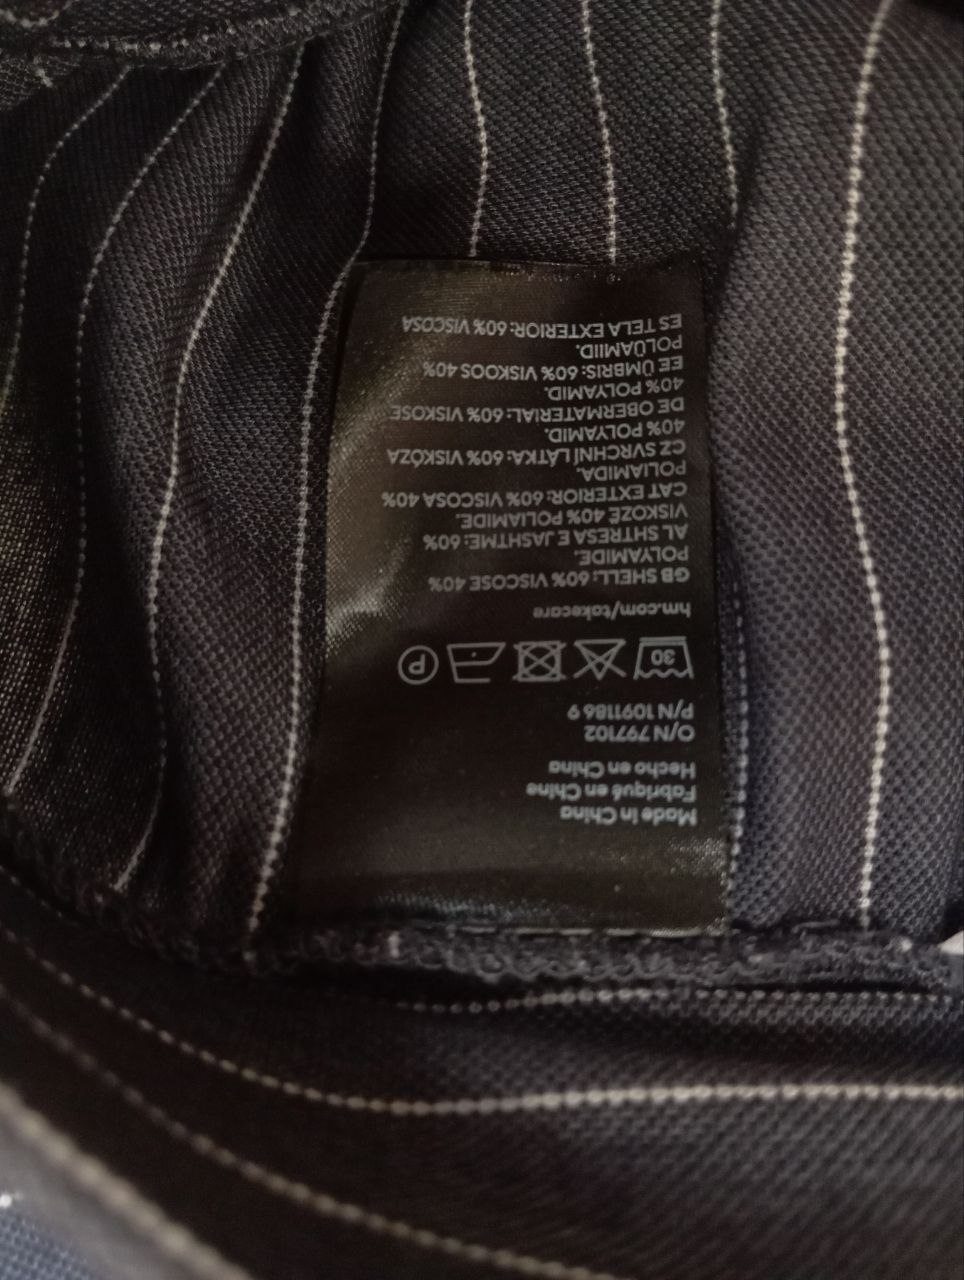 Made in China
Fabriqué en Chine
Hecho en China
O/N 797102
P/N 1091186 9
30
P
hm.com/takecare
GB SHELL: 60% VISCOSE 40%
POLYAMIDE.
AL SHTRESA E JASHTME: 60%
VISKOZË 40% POLIAMIDE.
CAT EXTERIOR: 60% VISCOSA 40%
POLIAMIDA.
CZ SVRCHNÍ LÁTKA: 60% VISKÓZA
40% POLYAMID.
DE OBERMATERIAL: 60% VISKOSE
40% POLYAMID.
EE ÜMBRIS: 60% VISKOOS 40%
POLÜAMIID.
ES TELA EXTERIOR: 60% VISCOSA